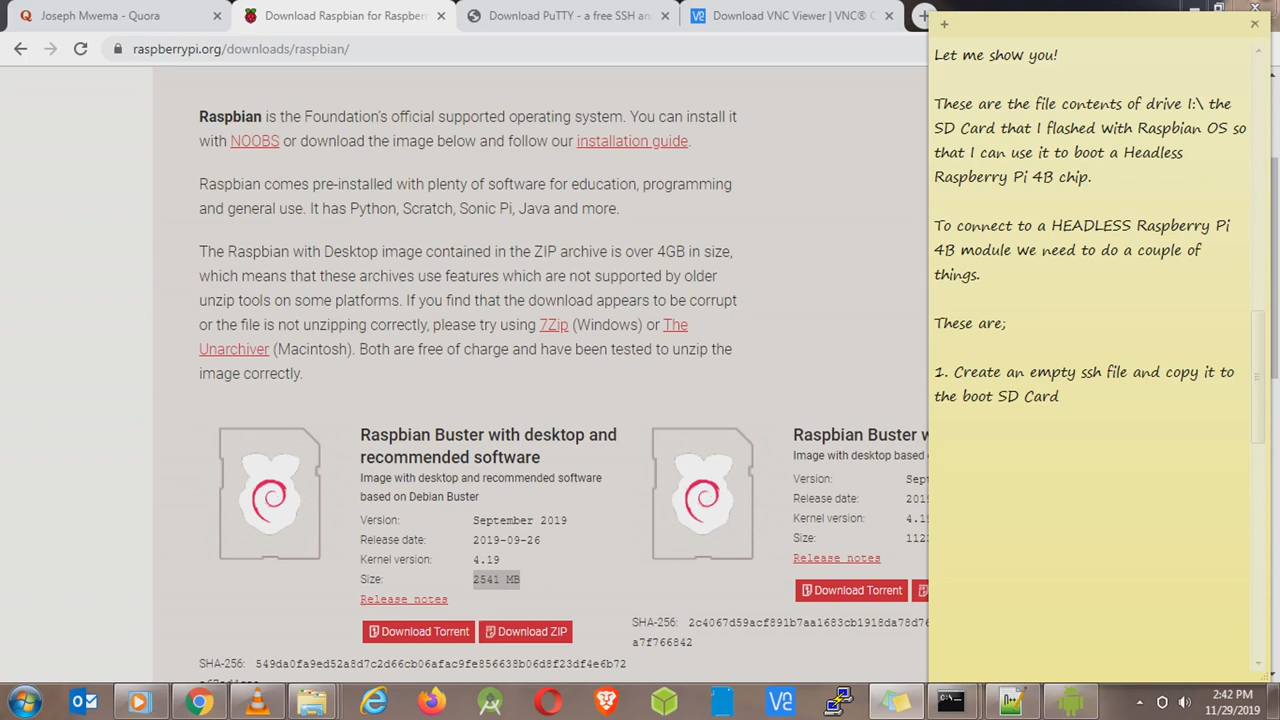 Joseph Mwema - Quora
Download Raspbian for Raspber
Download PuTTY - a free SSH an
Download VNC Viewer | VNC® C
raspberrypi.org/downloads/raspbian/
Raspbian is the Foundation's official supported operating system. You can install it
with NOOBS or download the image below and follow our installation guide.
Raspbian comes pre-installed with plenty of software for education, programming
and general use. It has Python, Scratch, Sonic Pi, Java and more.
The Raspbian with Desktop image contained in the ZIP archive is over 4GB in size,
which means that these archives use features which are not supported by older
unzip tools on some platforms. If you find that the download appears to be corrupt
or the file is not unzipping correctly, please try using 7Zip (Windows) or The
Unarchiver (Macintosh). Both are free of charge and have been tested to unzip the
image correctly.
Raspbian Buster with desktop and
recommended software
Image with desktop and recommended software
based on Debian Buster
Version: September 2019
Release date: 2019-09-26
Kernel version: 4.19
Size: 2541 MB
Release notes
Download Torrent
Download ZIP
SHA-256: 549da0fa9ed52a8d7c2d66cb06afac9fe856638b06d8f23df4e6b72
Raspbian Buster w
Image with desktop based
Version: Sep
Release date: 201
Kernel version: 4.1
Size: 112
Release notes
Download Torrent
SHA-256: 2c4067d59acf891b7aa1683cb1918da78d76
a7f766842
Let me show you!
These are the file contents of drive I:\ the
SD Card that I flashed with Raspbian OS so
that I can use it to boot a Headless
Raspberry Pi 4B chip.
To connect to a HEADLESS Raspberry Pi
4B module we need to do a couple of
things.
These are;
1. Create an empty ssh file and copy it to
the boot SD Card
2:42 PM
11/29/2019